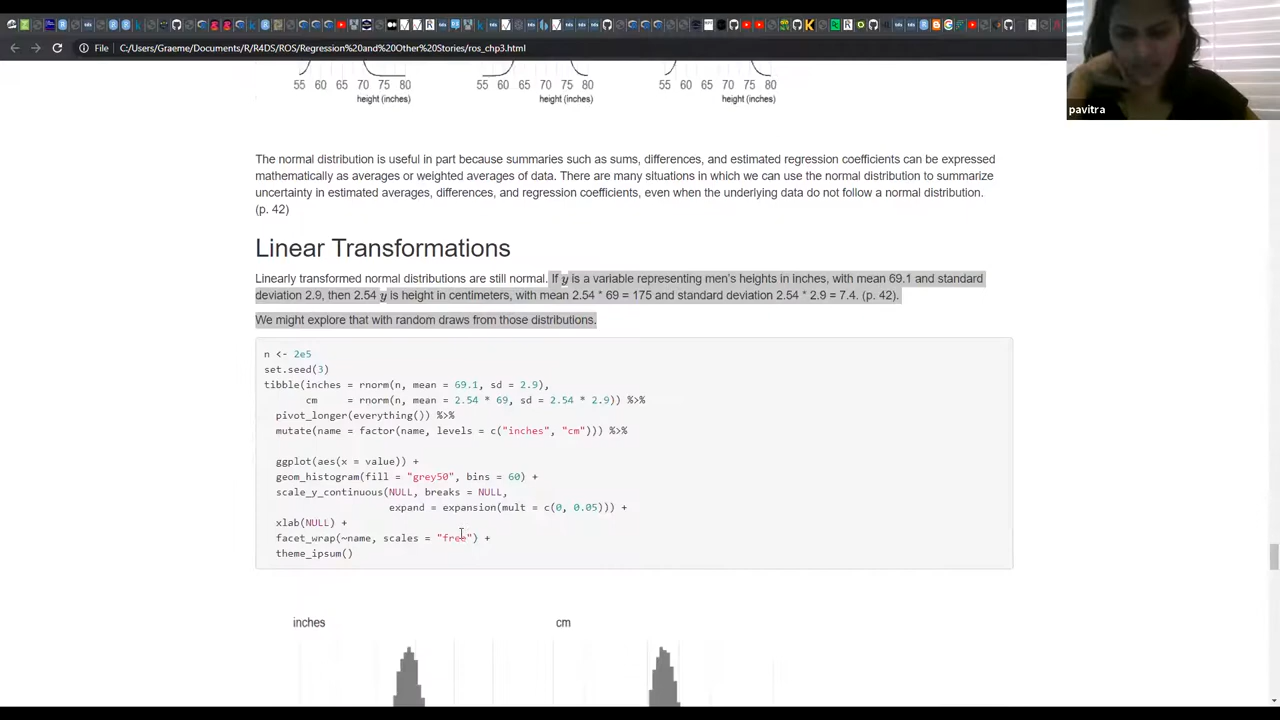 File C:/Users/Graeme/Documents/R/R4DS/ROS/Regression%20and%20Other%20Stories/ros_chp3.html
pavitra
55 60 65 70 75 80 55 60 65 70 75 80 55 60 65 70 75 80
height (inches) height (inches) height (inches)
The normal distribution is useful in part because summaries such as sums, differences, and estimated regression coefficients can be expressed
mathematically as averages or weighted averages of data. There are many situations in which we can use the normal distribution to summarize
uncertainty in estimated averages, differences, and regression coefficients, even when the underlying data do not follow a normal distribution.
(p. 42)
Linear Transformations
Linearly transformed normal distributions are still normal. If y is a variable representing men's heights in inches, with mean 69.1 and standard
deviation 2.9, then 2.54 y is height in centimeters, with mean 2.54 * 69 = 175 and standard deviation 2.54 * 2.9 = 7.4. (p. 42).
We might explore that with random draws from those distributions.
n <- 2e5
set.seed(3)
tibble(inches = rnorm(n, mean = 69.1, sd = 2.9),
cm = rnorm(n, mean = 2.54 * 69, sd = 2.54 * 2.9)) %>%
pivot_longer(everything()) %>%
mutate(name = factor(name, levels = c("inches", "cm"))) %>%
ggplot(aes(x = value)) +
geom_histogram(fill = "grey50", bins = 60) +
scale_y_continuous(NULL, breaks = NULL,
expand = expansion(mult = c(0, 0.05))) +
xlab(NULL) +
facet_wrap(~name, scales = "free") +
theme_ipsum()
inches cm